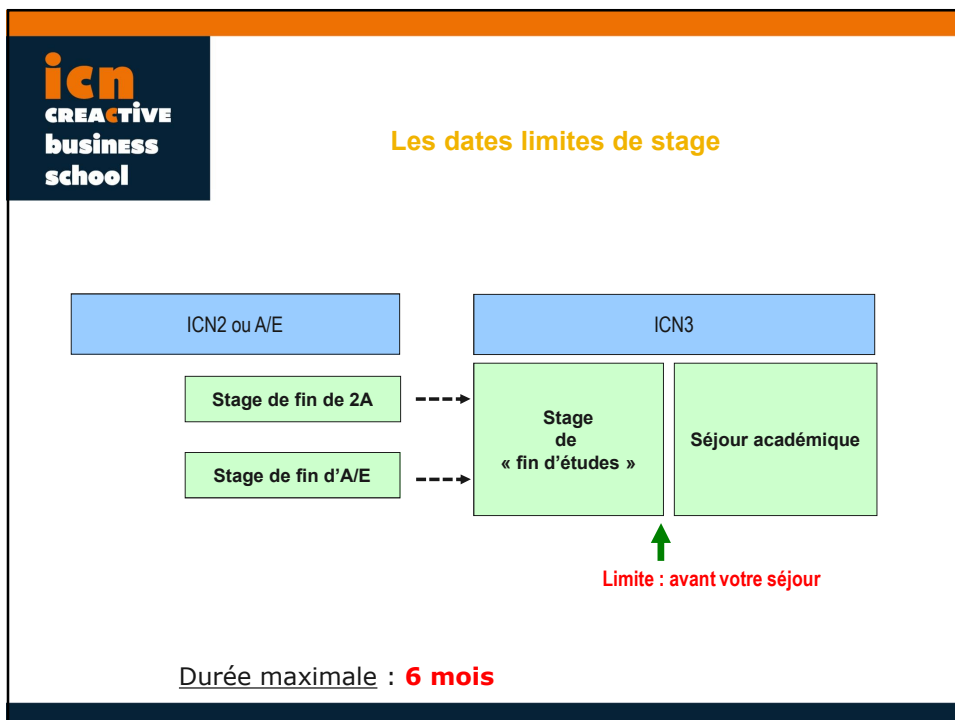 icn
CREACTIVE
business
school
Les dates limites de stage
ICN2 ou A/E
ICN3
Stage de fin de 2A
Stage de fin d'A/E
Stage
de
« fin d'études »
Séjour académique
Limite : avant votre séjour
Durée maximale : 6 mois